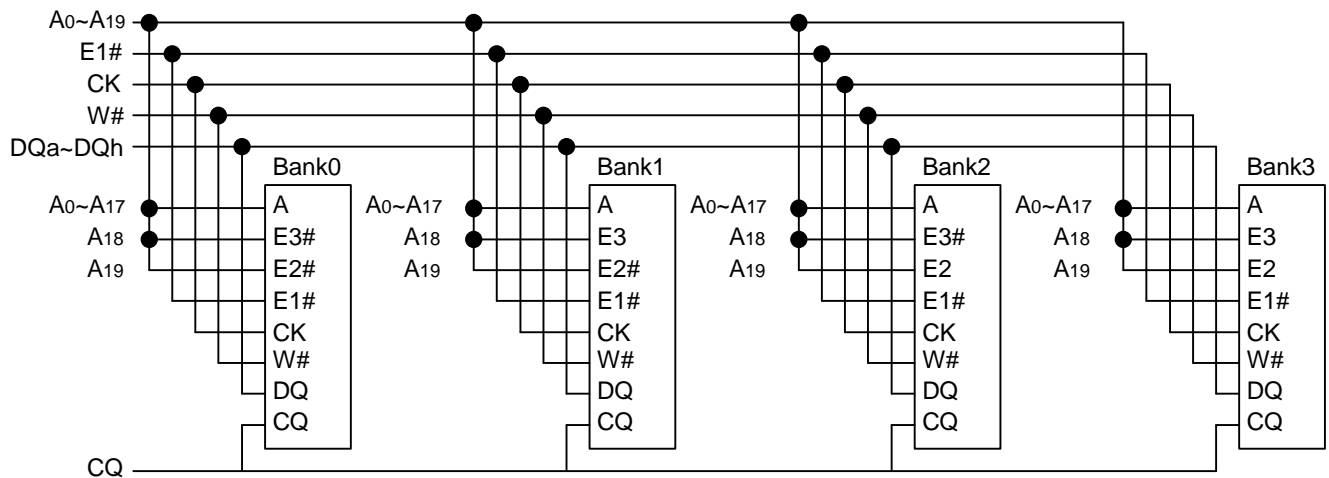 A0~A19
E1#
CK
W#
DQa~DQh
Bank0 Bank1 Bank2 Bank3
A0~A17 A A0~A17 A A0~A17 A A0~A17 A
A18 E3# A18 E3 A18 E3# A18 E3
A19 E2# A19 E2# A19 E2 A19 E2
E1# E1# E1# E1#
CK CK CK CK
W# W# W# W#
DQ DQ DQ DQ
CQ CQ CQ CQ
CQ